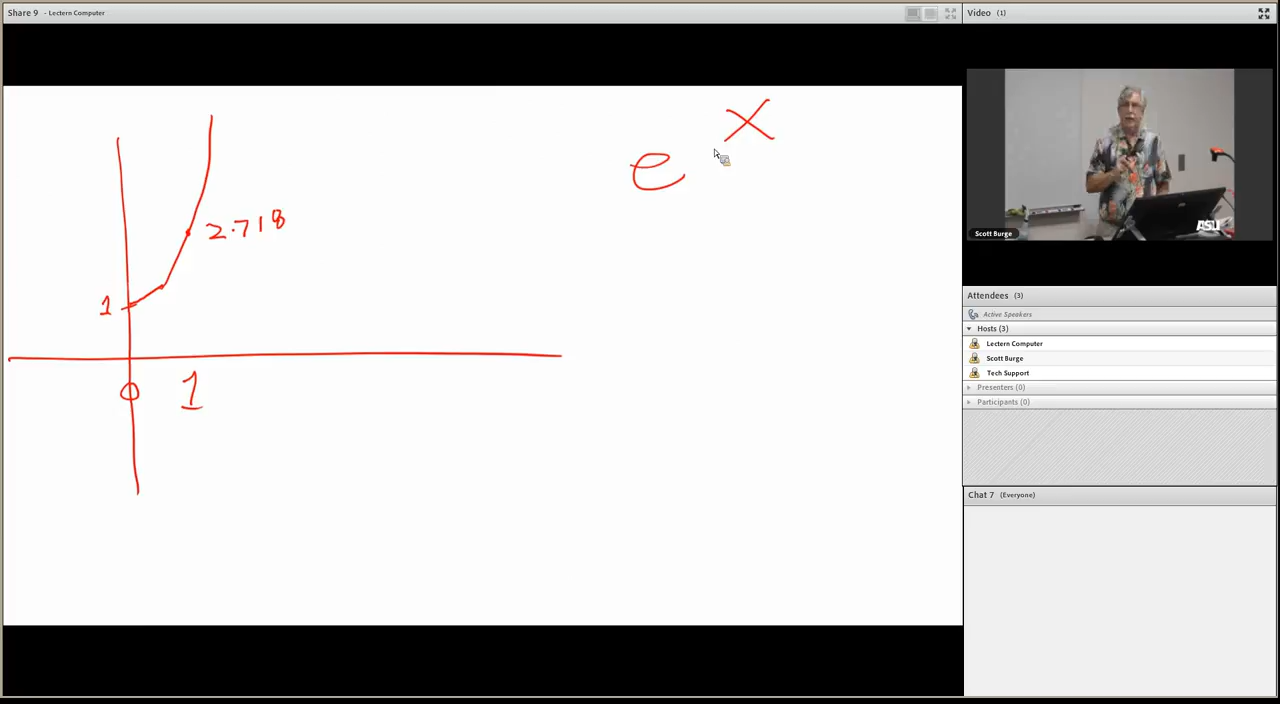 Share 9 - Lectern Computer
e x
2.718
1
0 1
Video (1)
Scott Burge
ASU
Attendees (3)
Active Speakers
Hosts (3)
Lectern Computer
Scott Burge
Tech Support
Presenters (0)
Participants (0)
Chat 7 (Everyone)